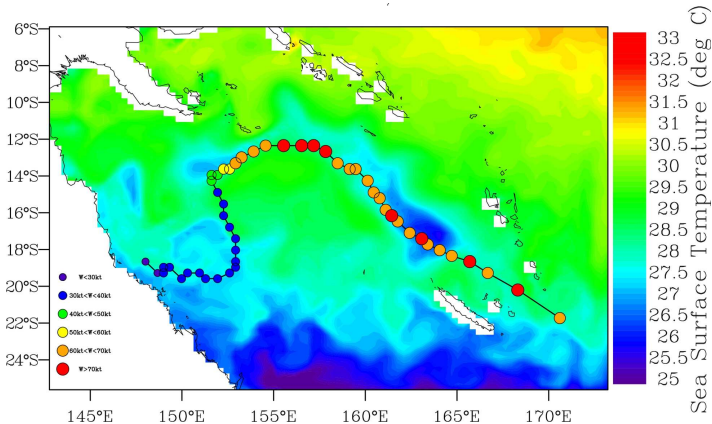 6°S
8°S
10°S
12°S
14°S
16°S
18°S
20°S
22°S
24°S
145°E 150°E 155°E 160°E 165°E 170°E
W<30kt
30kt<W<40kt
40kt<W<50kt
50kt<W<60kt
60kt<W<70kt
W>70kt
33
32.5
32
31.5
31
30.5
30
29.5
29
28.5
28
27.5
27
26.5
26
25.5
25
Sea Surface Temperature (deg C)